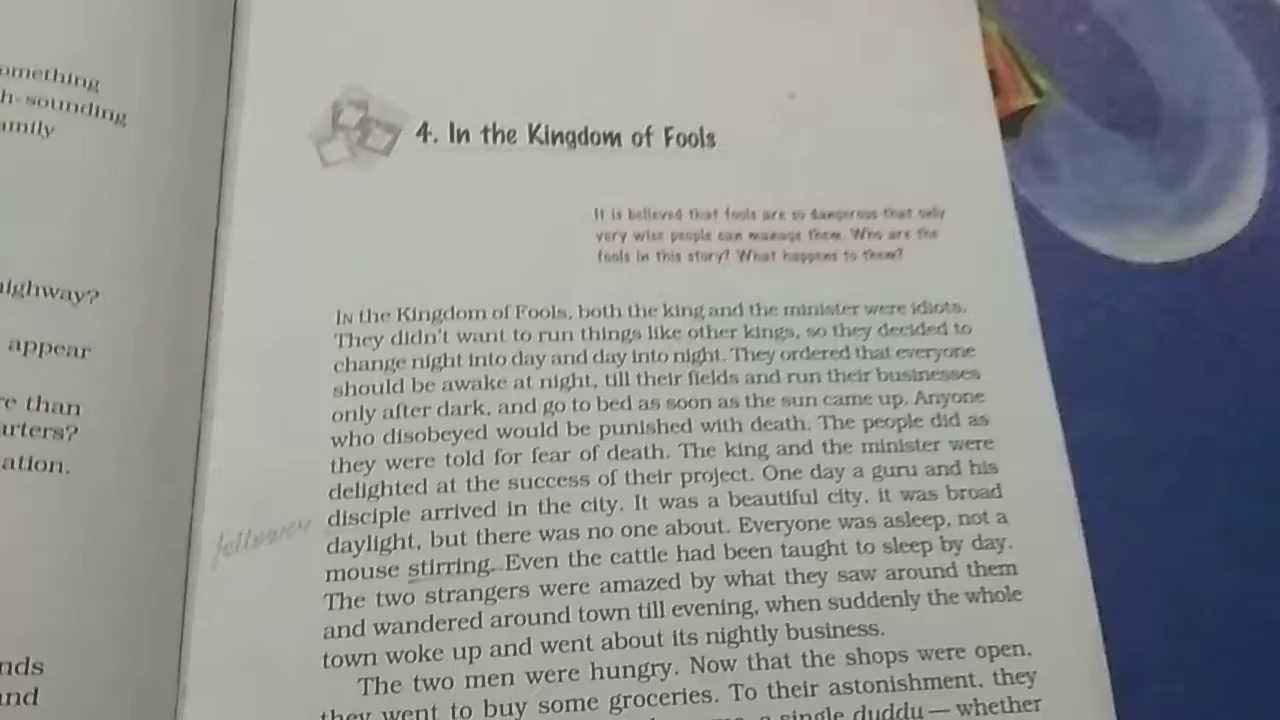 omething
h-sounding
amily
ighway?
appear
re than
arters?
ation.
nds
and
4. In the Kingdom of Fools
It is believed that fools are so dangerous that only
very wise people can manage them. Who are the
fools in this story? What happens to them?
IN the Kingdom of Fools, both the king and the minister were idiots.
They didn't want to run things like other kings, so they decided to
change night into day and day into night. They ordered that everyone
should be awake at night, till their fields and run their businesses
only after dark, and go to bed as soon as the sun came up. Anyone
who disobeyed would be punished with death. The people did as
they were told for fear of death. The king and the minister were
delighted at the success of their project. One day a guru and his
disciple arrived in the city. It was a beautiful city, it was broad
daylight, but there was no one about. Everyone was asleep, not a
mouse stirring. Even the cattle had been taught to sleep by day.
The two strangers were amazed by what they saw around them
and wandered around town till evening, when suddenly the whole
town woke up and went about its nightly business.
The two men were hungry. Now that the shops were open,
they went to buy some groceries. To their astonishment, they
a single duddu — whether